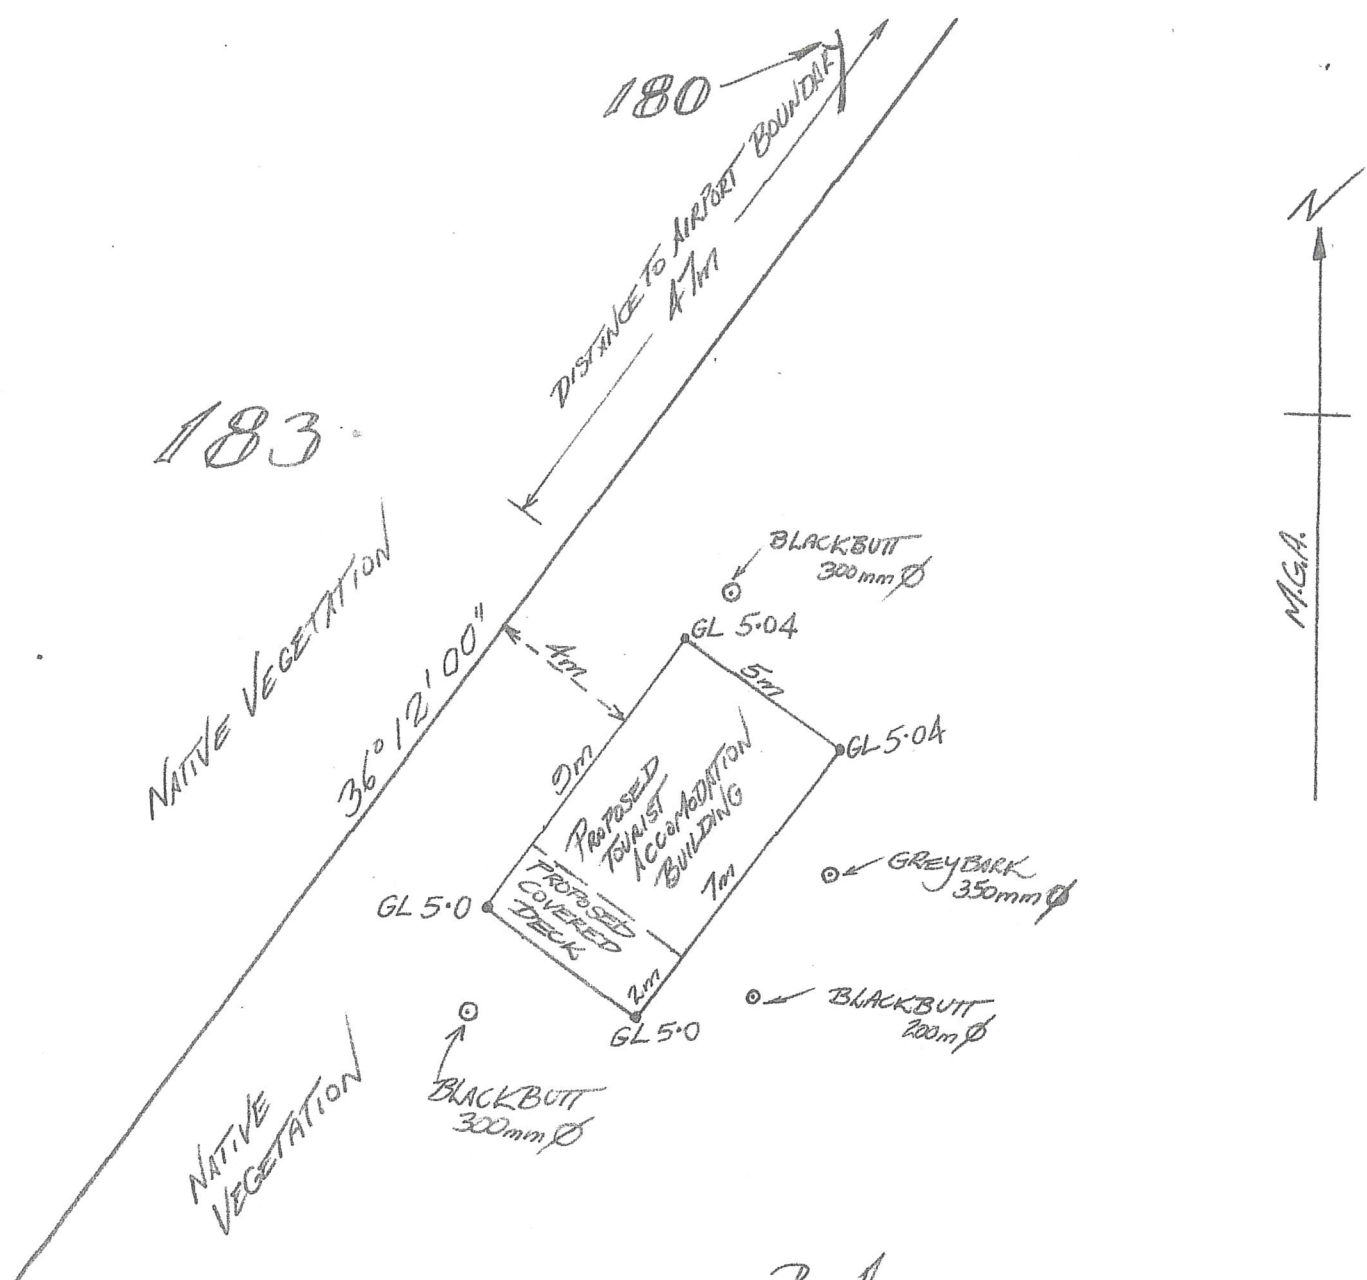 180
DISTANCE TO AIRPORT BOUNDARY
47m
N
183
NATIVE VEGETATION
M.G.A.
BLACKBUTT
300mm Ø
GL 5·04
4m
5m
36° 12' 00"
GL 5·04
9m
PROPOSED
TOURIST
ACCOMODATION
BUILDING
7m
GREYBARK
350mm Ø
GL 5·0
PROPOSED
COVERED
DECK
2m
BLACKBUTT
200m Ø
GL 5·0
BLACKBUTT
300mm Ø
NATIVE
VEGETATION